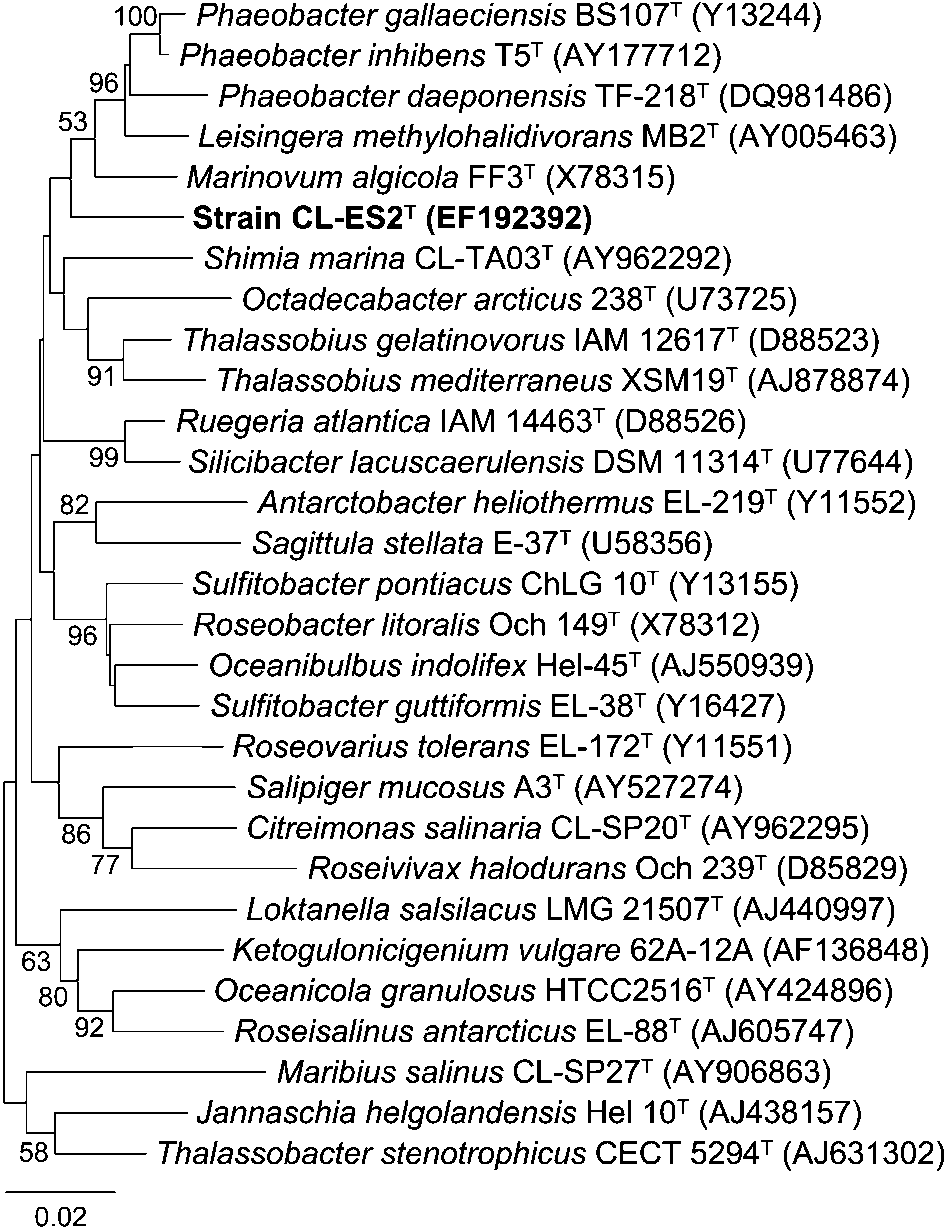 100 Phaeobacter gallaeciensis BS107ᵀ (Y13244)
Phaeobacter inhibens T5ᵀ (AY177712)
96
Phaeobacter daeponensis TF-218ᵀ (DQ981486)
53
Leisingera methylohalidivorans MB2ᵀ (AY005463)
Marinovum algicola FF3ᵀ (X78315)
Strain CL-ES2ᵀ (EF192392)
Shimia marina CL-TA03ᵀ (AY962292)
Octadecabacter arcticus 238ᵀ (U73725)
Thalassobius gelatinovorus IAM 12617ᵀ (D88523)
91
Thalassobius mediterraneus XSM19ᵀ (AJ878874)
Ruegeria atlantica IAM 14463ᵀ (D88526)
99
Silicibacter lacuscaerulensis DSM 11314ᵀ (U77644)
82
Antarctobacter heliothermus EL-219ᵀ (Y11552)
Sagittula stellata E-37ᵀ (U58356)
Sulfitobacter pontiacus ChLG 10ᵀ (Y13155)
96
Roseobacter litoralis Och 149ᵀ (X78312)
Oceanibulbus indolifex Hel-45ᵀ (AJ550939)
Sulfitobacter guttiformis EL-38ᵀ (Y16427)
Roseovarius tolerans EL-172ᵀ (Y11551)
Salipiger mucosus A3ᵀ (AY527274)
86
Citreimonas salinaria CL-SP20ᵀ (AY962295)
77
Roseivivax halodurans Och 239ᵀ (D85829)
Loktanella salsilacus LMG 21507ᵀ (AJ440997)
63
Ketogulonicigenium vulgare 62A-12A (AF136848)
80
Oceanicola granulosus HTCC2516ᵀ (AY424896)
92
Roseisalinus antarcticus EL-88ᵀ (AJ605747)
Maribius salinus CL-SP27ᵀ (AY906863)
Jannaschia helgolandensis Hel 10ᵀ (AJ438157)
58
Thalassobacter stenotrophicus CECT 5294ᵀ (AJ631302)
0.02